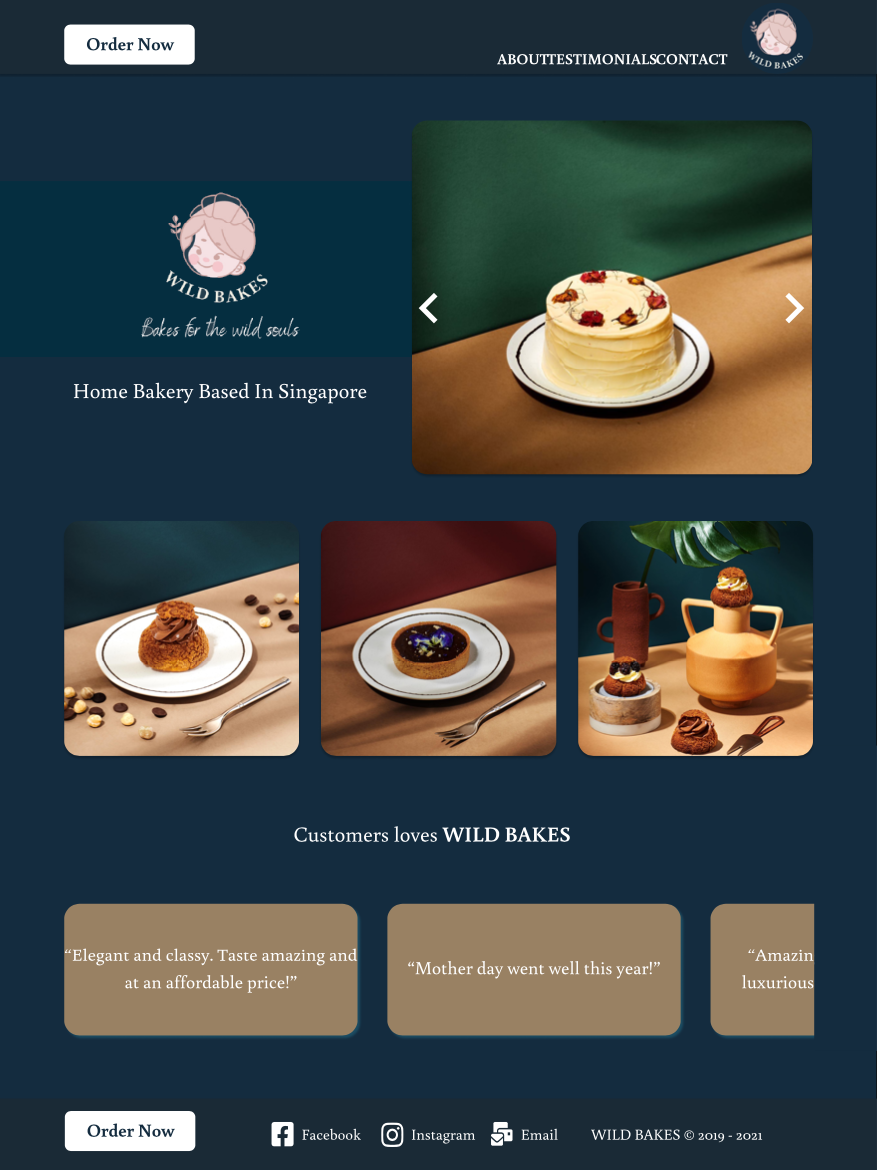 Order Now
ABOUTTESTIMONIALSCONTACT
WILD BAKES
WILD BAKES
Bakes for the wild souls
Home Bakery Based In Singapore
Customers loves WILD BAKES
“Elegant and classy. Taste amazing and
at an affordable price!”
“Mother day went well this year!”
“Amazin
luxurious
Order Now
Facebook
Instagram
Email
WILD BAKES © 2019 - 2021